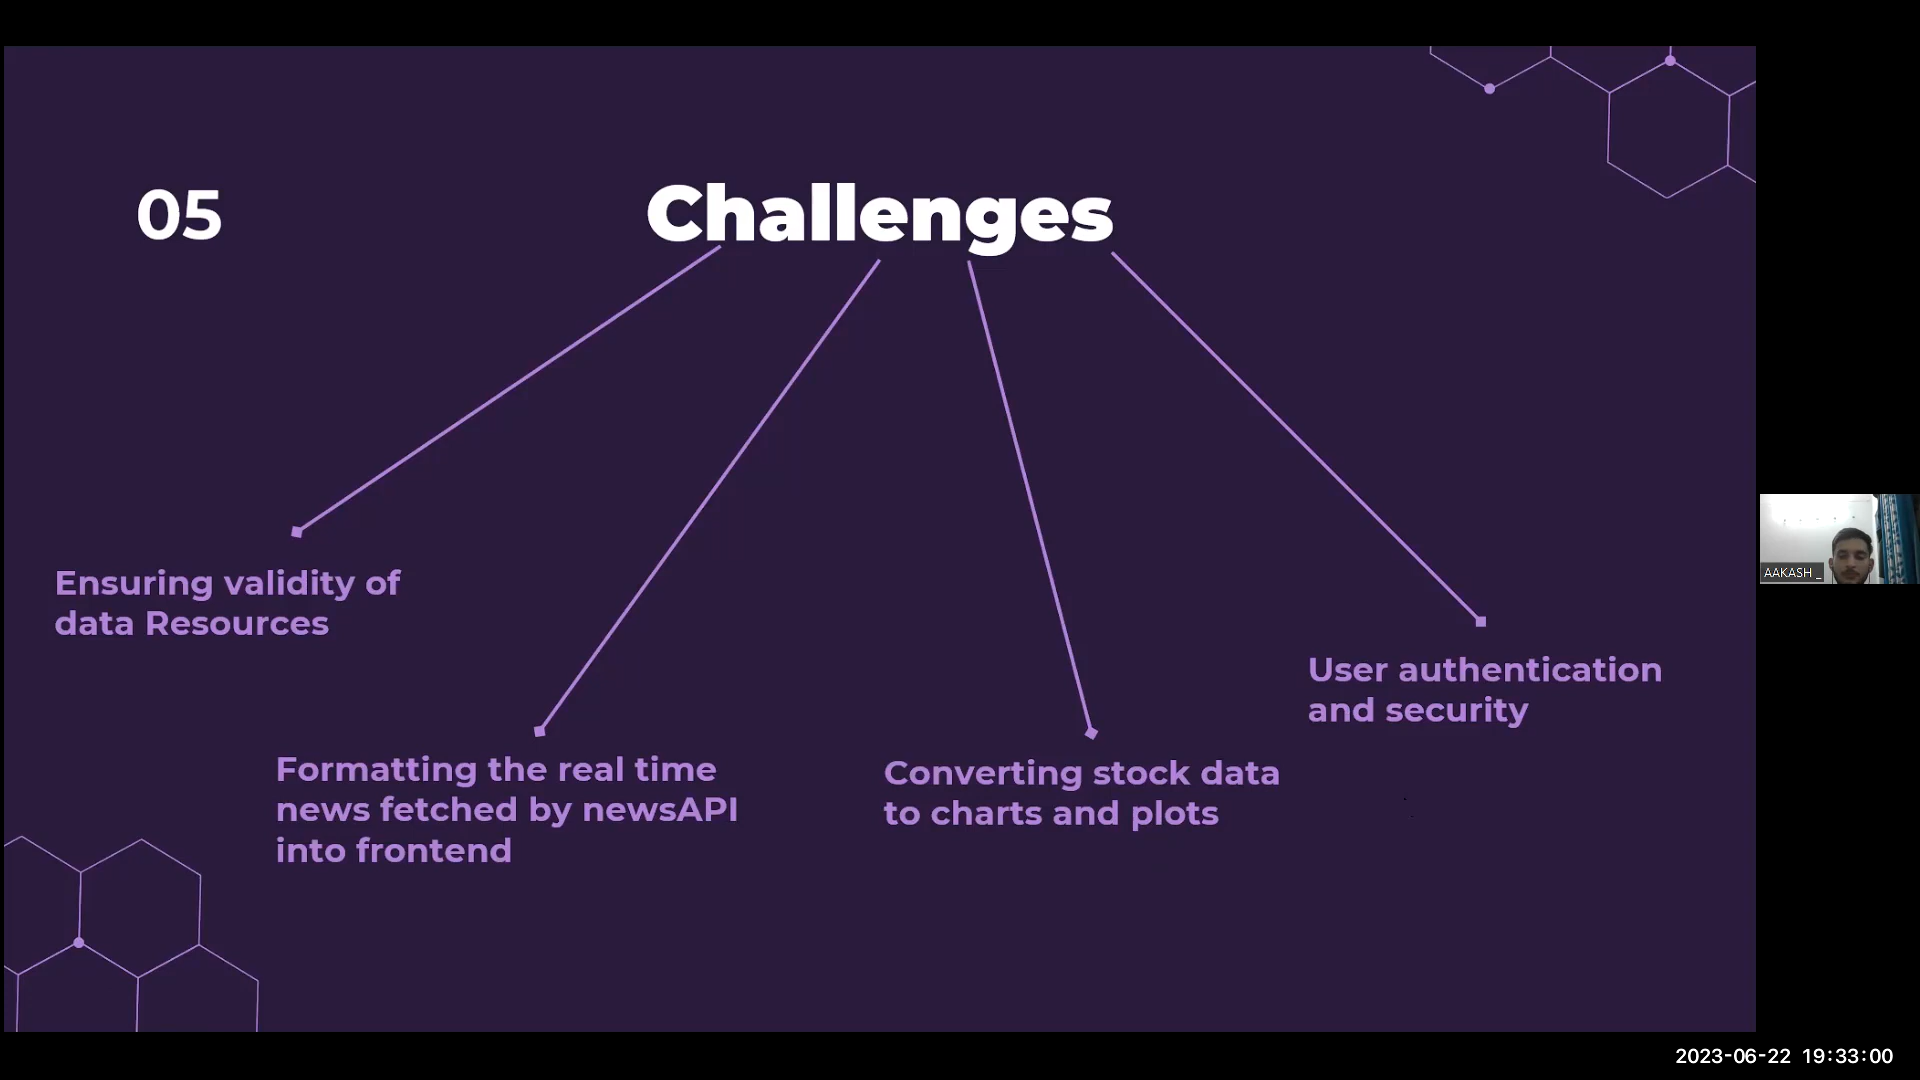 05
Challenges
Ensuring validity of
data Resources
Formatting the real time
news fetched by newsAPI
into frontend
Converting stock data
to charts and plots
User authentication
and security
AAKASH _
2023-06-22 19:33:00